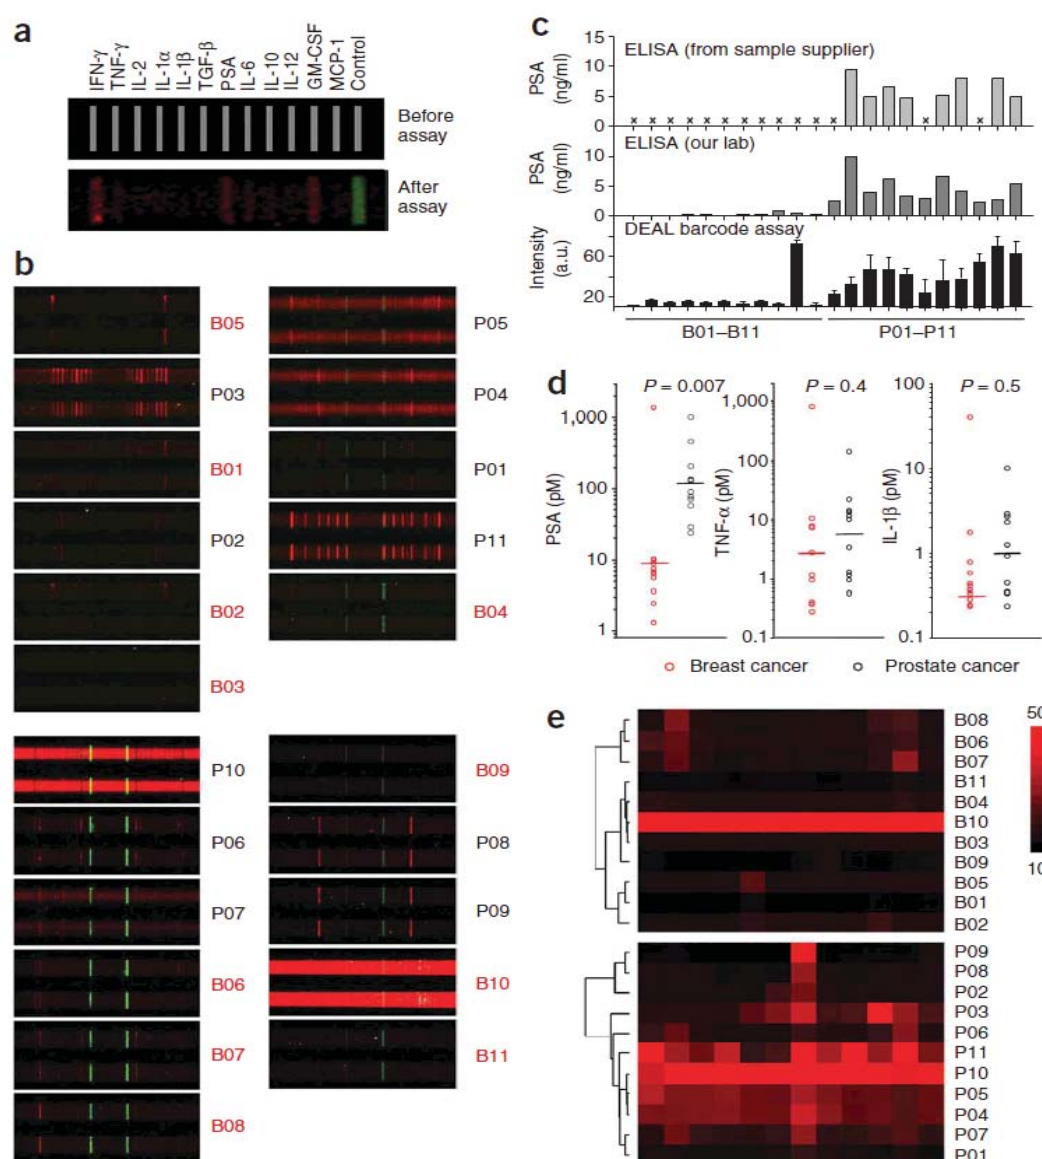 a
IFN-γ
TNF-γ
IL-2
IL-1α
IL-1β
TGF-β
PSA
IL-6
IL-10
IL-12
GM-CSF
MCP-1
Control
Before
assay
After
assay
b
B05
P03
B01
P02
B02
B03
P05
P04
P01
P11
B04
P10
P06
P07
B06
B07
B08
B09
P08
P09
B10
B11
c
15
10
5
0
PSA
(ng/ml)
ELISA (from sample supplier)
x x x x x x x x x x x x x x
10
5
0
PSA
(ng/ml)
ELISA (our lab)
60
20
Intensity
(a.u.)
DEAL barcode assay
B01–B11
P01–P11
d
P = 0.007
1,000
100
10
1
PSA (pM)
P = 0.4
1,000
100
10
1
0.1
TNF-α (pM)
P = 0.5
100
10
1
0.1
IL-1β (pM)
Breast cancer
Prostate cancer
e
B08
B06
B07
B11
B04
B10
B03
B09
B05
B01
B02
P09
P08
P02
P03
P06
P11
P10
P05
P04
P07
P01
50
10